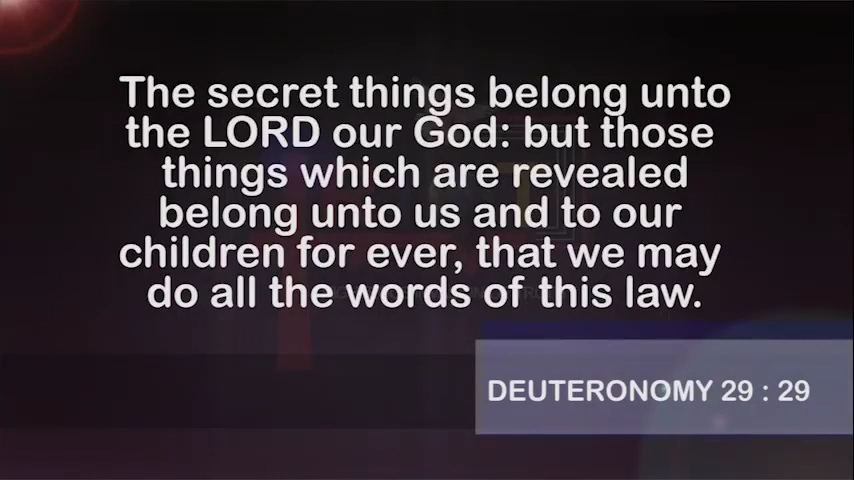 The secret things belong unto
the LORD our God: but those
things which are revealed
belong unto us and to our
children for ever, that we may
do all the words of this law.
DEUTERONOMY 29 : 29